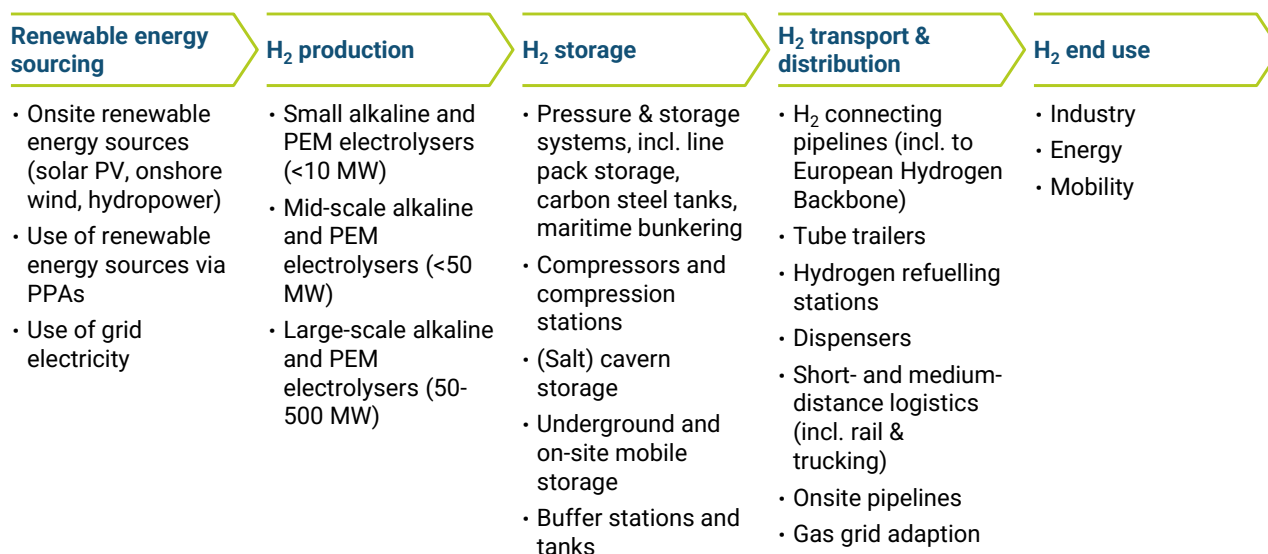 Renewable energy
sourcing
• Onsite renewable
energy sources
(solar PV, onshore
wind, hydropower)
• Use of renewable
energy sources via
PPAs
• Use of grid
electricity
H₂ production
• Small alkaline and
PEM electrolysers
(<10 MW)
• Mid-scale alkaline
and PEM
electrolysers (<50
MW)
• Large-scale alkaline
and PEM
electrolysers (50-
500 MW)
H₂ storage
• Pressure & storage
systems, incl. line
pack storage,
carbon steel tanks,
maritime bunkering
• Compressors and
compression
stations
• (Salt) cavern
storage
• Underground and
on-site mobile
storage
• Buffer stations and
tanks
H₂ transport &
distribution
• H₂ connecting
pipelines (incl. to
European Hydrogen
Backbone)
• Tube trailers
• Hydrogen refuelling
stations
• Dispensers
• Short- and medium-
distance logistics
(incl. rail &
trucking)
• Onsite pipelines
• Gas grid adaption
H₂ end use
• Industry
• Energy
• Mobility